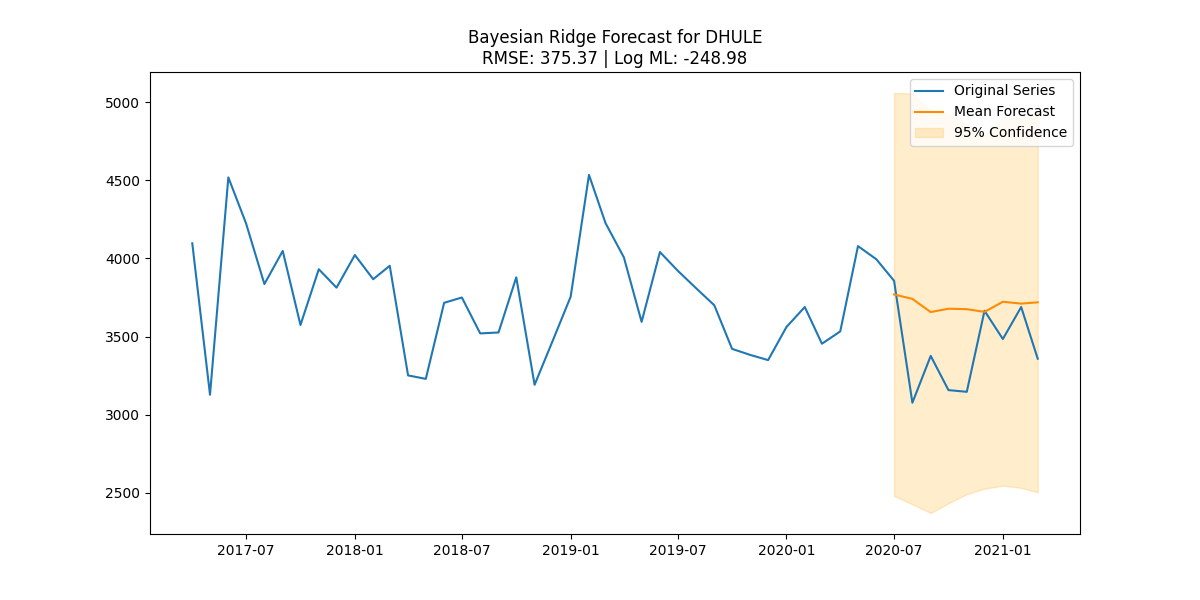 Bayesian Ridge Forecast for DHULE
RMSE: 375.37 | Log ML: -248.98
Original Series
Mean Forecast
95% Confidence
5000
4500
4000
3500
3000
2500
2017-07 2018-01 2018-07 2019-01 2019-07 2020-01 2020-07 2021-01